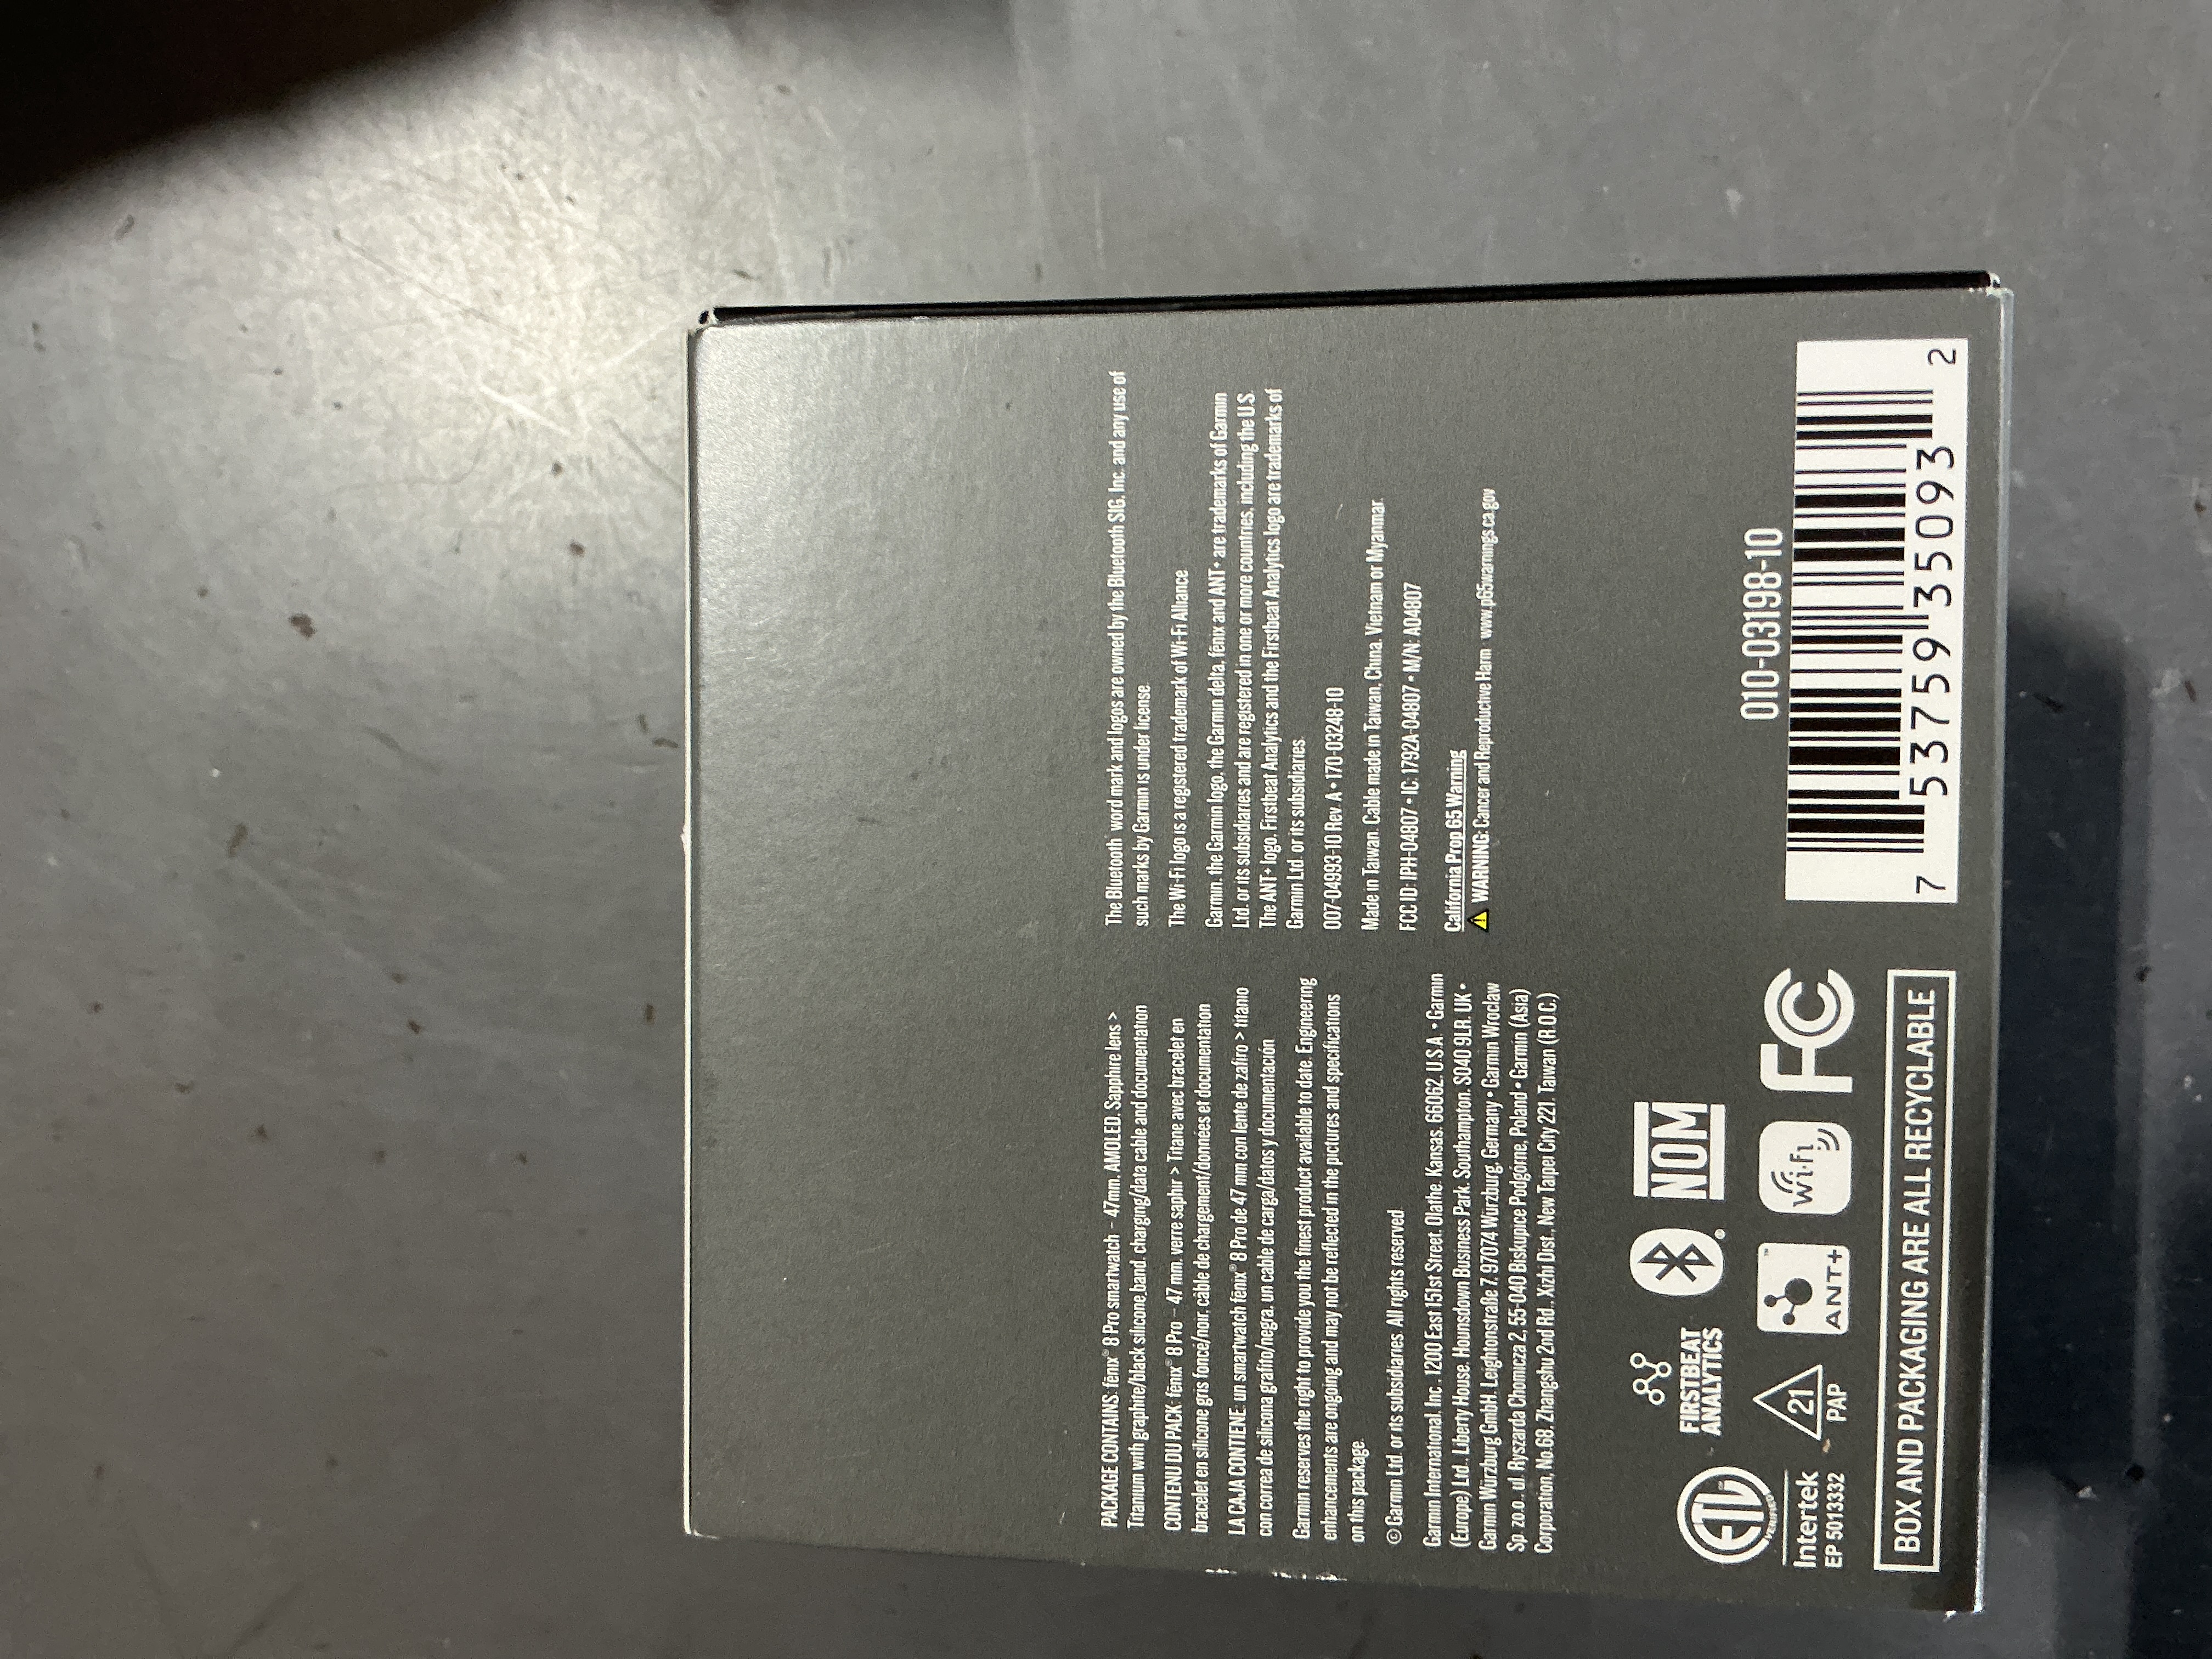 PACKAGE CONTAINS: fēnix® 8 Pro smartwatch – 47mm, AMOLED, Sapphire lens >
Titanium with graphite/black silicone band, charging/data cable and documentation
CONTENU DU PACK: fēnix® 8 Pro – 47 mm, verre saphir > Titane avec bracelet en
bracelet en silicone gris foncé/noir, câble de chargement/données et documentation
LA CAJA CONTIENE: un smartwatch fēnix® 8 Pro de 47 mm con lente de zafiro > titanio
con correa de silicona grafito/negra, un cable de carga/datos y documentación
Garmin reserves the right to provide you the finest product available to date. Engineering
enhancements are ongoing and may not be reflected in the pictures and specifications
on this package.
© Garmin Ltd. or its subsidiaries. All rights reserved
Garmin International, Inc., 1200 East 151st Street, Olathe, Kansas, 66062, U.S.A. • Garmin
(Europe) Ltd., Liberty House, Hounsdown Business Park, Southampton, SO40 9LR, UK •
Garmin Würzburg GmbH, Leightonstraße 7, 97074 Würzburg, Germany • Garmin Wroclaw
Sp. zo.o., ul. Ryszarda Chomicza 2, 55-040 Biskupice Podgórne, Poland • Garmin (Asia)
Corporation, No.68, Zhangshu 2nd Rd., Xizhi Dist., New Taipei City 221, Taiwan (R.O.C.)
The Bluetooth® word mark and logos are owned by the Bluetooth SIG, Inc. and any use of
such marks by Garmin is under license.
The Wi-Fi logo is a registered trademark of Wi-Fi Alliance
Garmin, the Garmin logo, the Garmin delta, fēnix and ANT+ are trademarks of Garmin
Ltd. or its subsidiaries and are registered in one or more countries, including the U.S.
The ANT+ logo, Firstbeat Analytics and the Firstbeat Analytics logo are trademarks of
Garmin Ltd. or its subsidiaries
007-04993-10 Rev. A • 170-03248-10
Made in Taiwan. Cable made in Taiwan, China, Vietnam or Myanmar.
FCC ID: IPH-04807 • IC: 1792A-04807 • M/N: A04807
California Prop 65 Warning
WARNING: Cancer and Reproductive Harm www.p65warnings.ca.gov
ETL
VERIFIED
Intertek
EP 5013332
FIRSTBEAT
ANALYTICS
NOM
21
PAP
ANT+™
Wi-Fi
FC
BOX AND PACKAGING ARE ALL RECYCLABLE
010-03198-10
7 53759 35093 2